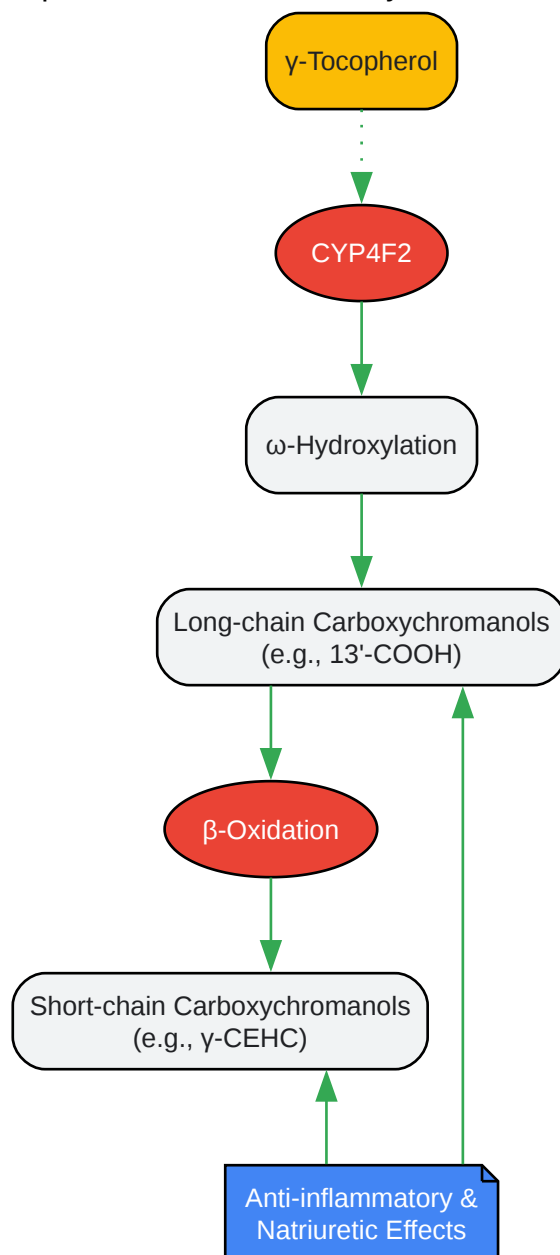 γ-Tocopherol
CYP4F2
ω-Hydroxylation
Long-chain Carboxychromanols
(e.g., 13'-COOH)
β-Oxidation
Short-chain Carboxychromanols
(e.g., γ-CEHC)
Anti-inflammatory &
Natriuretic Effects